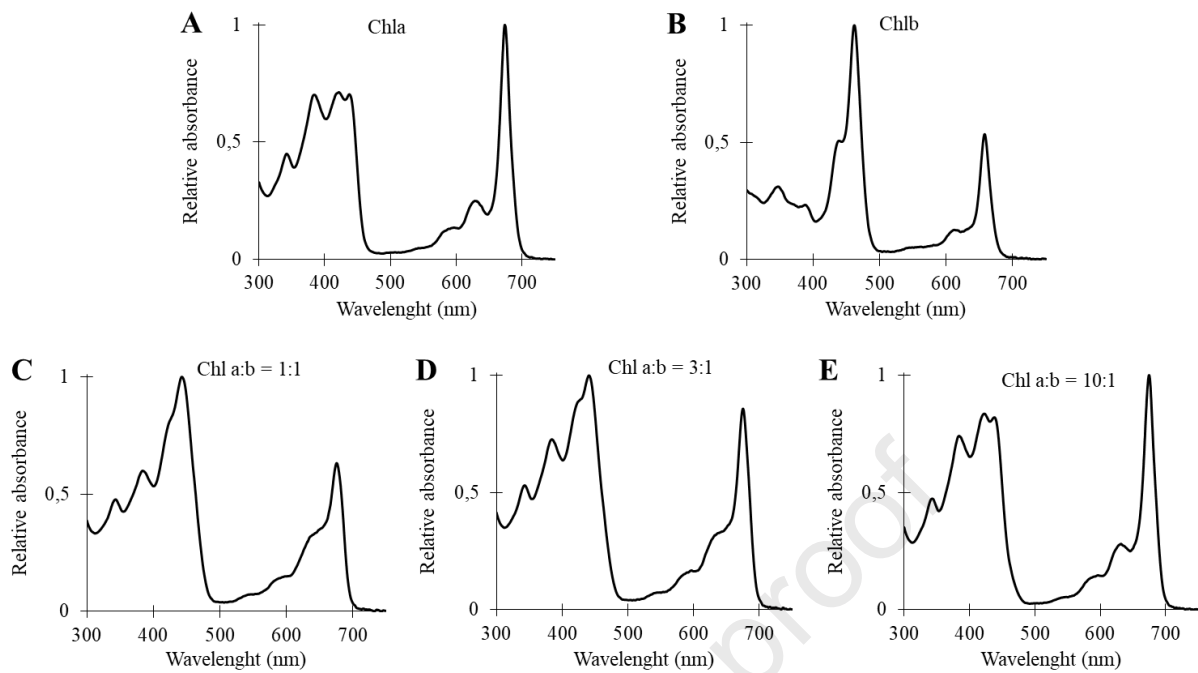 A
Chla
Relative absorbance
1
0,5
0
300 400 500 600 700
Wavelenght (nm)
B
Chlb
Relative absorbance
1
0,5
0
300 400 500 600 700
Wavelenght (nm)
C
Chl a:b = 1:1
Relative absorbance
1
0,5
0
300 400 500 600 700
Wavelenght (nm)
D
Chl a:b = 3:1
Relative absorbance
1
0,5
0
300 400 500 600 700
Wavelenght (nm)
E
Chl a:b = 10:1
Relative absorbance
1
0,5
0
300 400 500 600 700
Wavelenght (nm)
proof